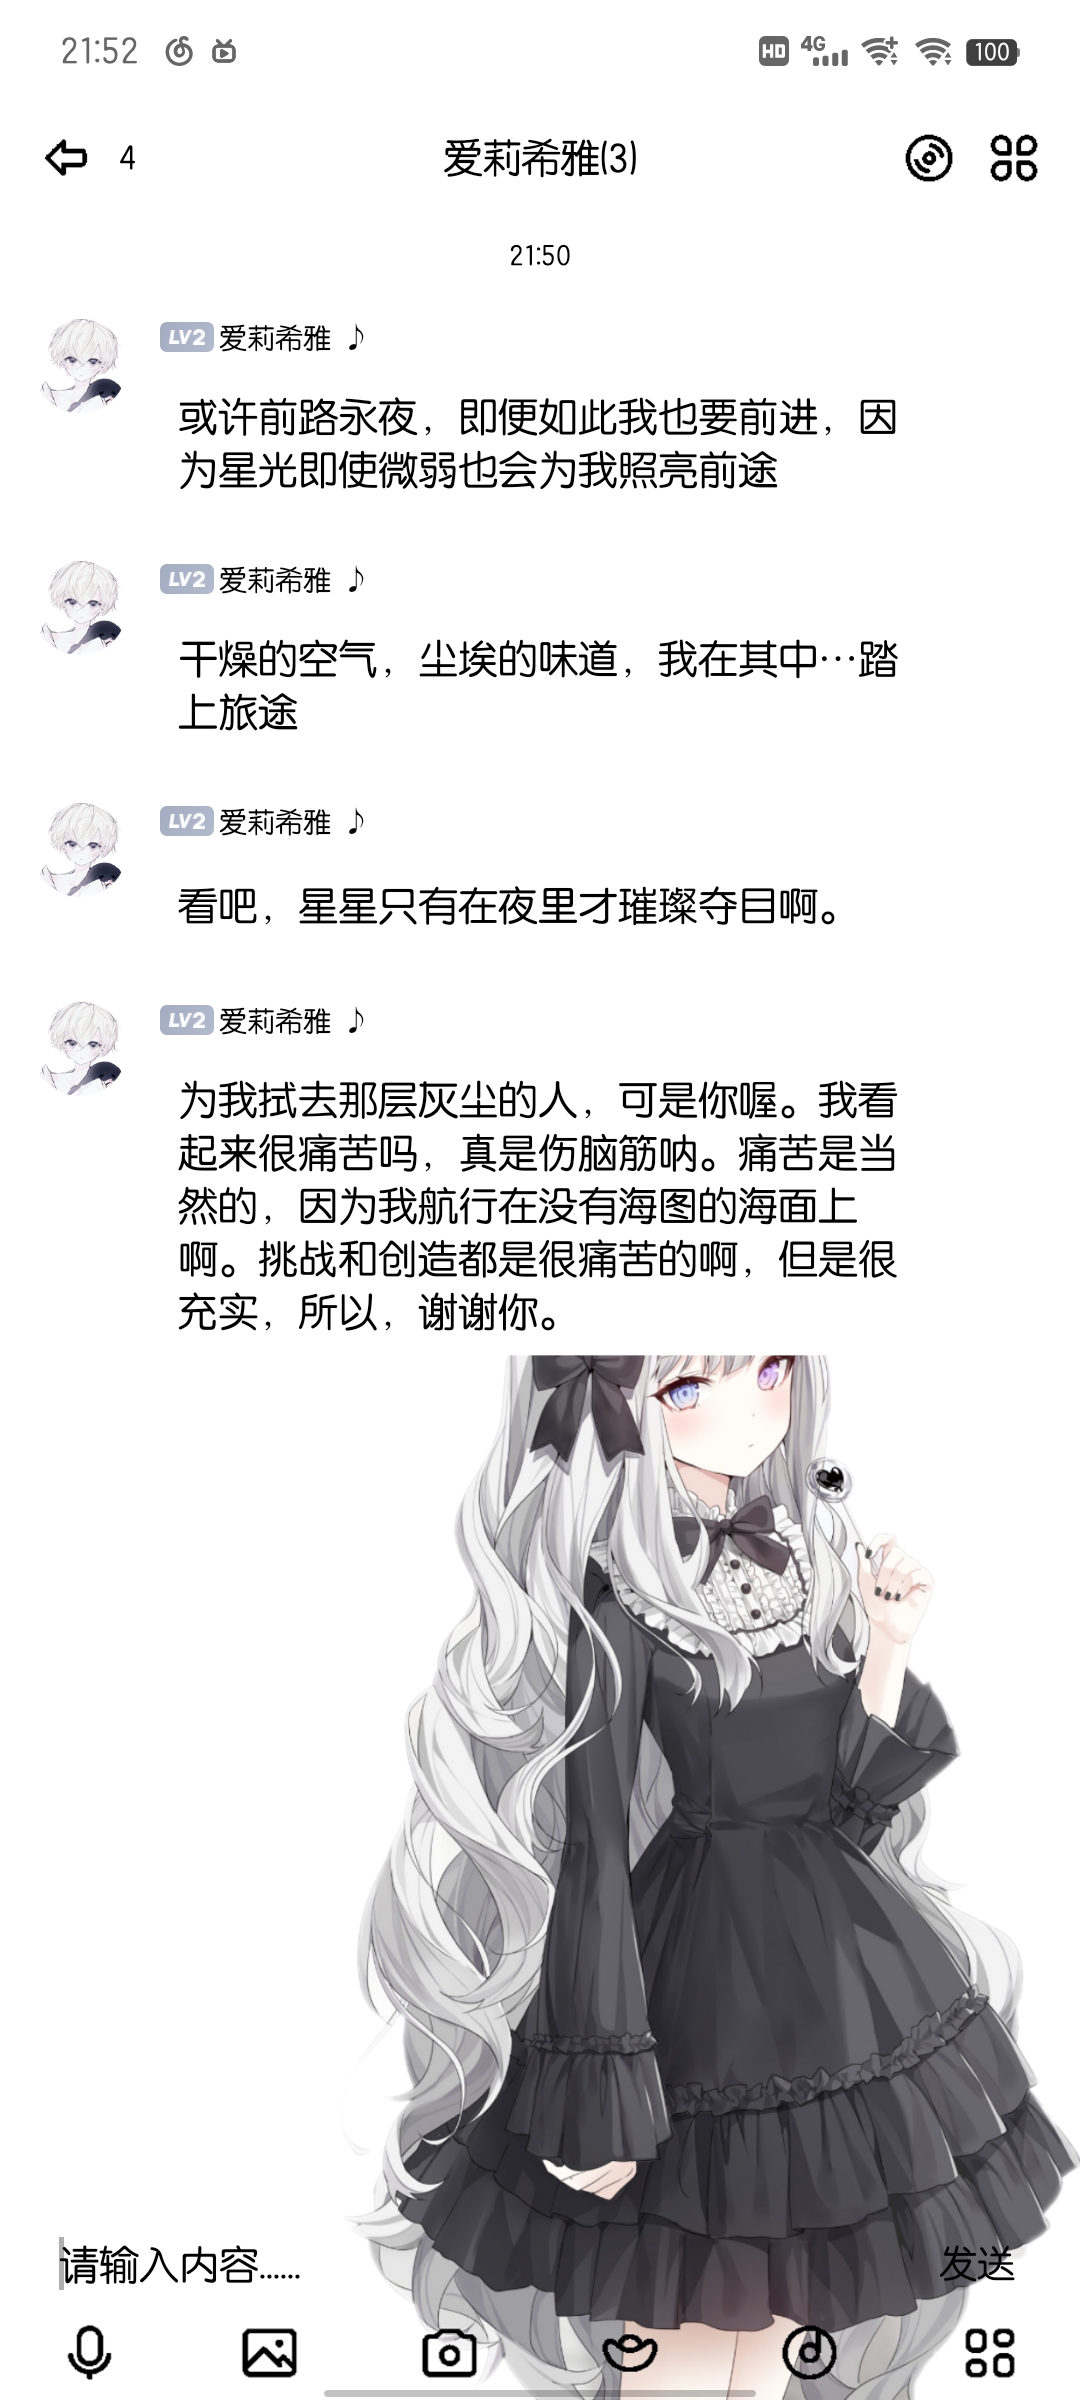 21:52
HD 4G 100
4
爱莉希雅(3)
21:50
LV2 爱莉希雅 ♪
或许前路永夜，即便如此我也要前进，因
为星光即使微弱也会为我照亮前途
LV2 爱莉希雅 ♪
干燥的空气，尘埃的味道，我在其中…踏
上旅途
LV2 爱莉希雅 ♪
看吧，星星只有在夜里才璀璨夺目啊。
LV2 爱莉希雅 ♪
为我拭去那层灰尘的人，可是你喔。我看
起来很痛苦吗，真是伤脑筋呐。痛苦是当
然的，因为我航行在没有海图的海面上
啊。挑战和创造都是很痛苦的啊，但是很
充实，所以，谢谢你。
请输入内容......
发送